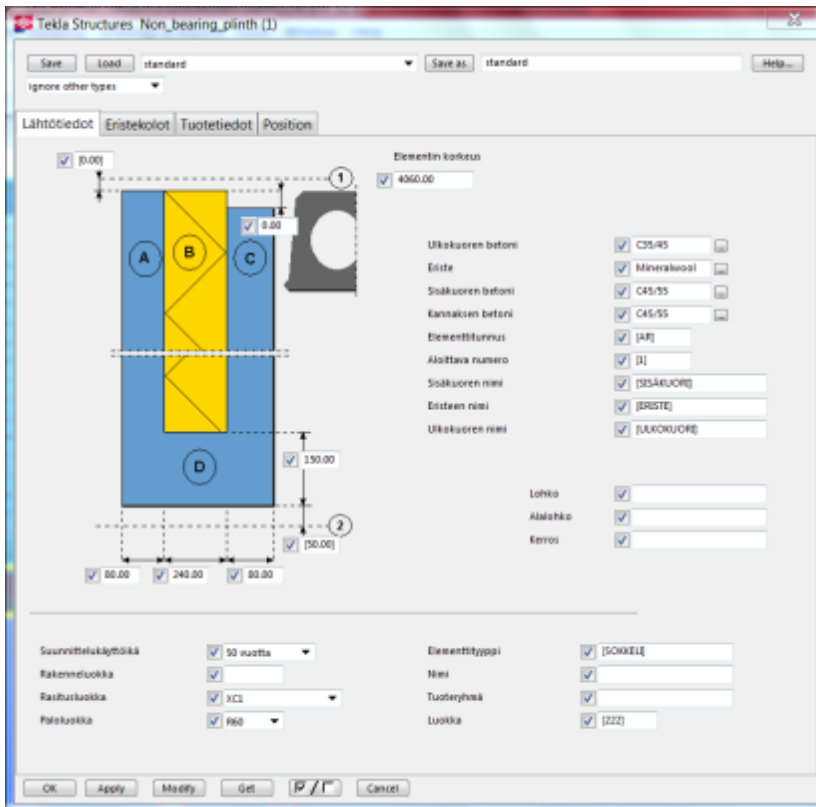 Tekla Structures Non_bearing_plinth (1)
Save Load standard Save as standard Help...
ignore other types
Lähtötiedot Eristekolot Tuotetiedot Position
[0.00]
Elementin korkeus
1
4060.00
0.00
A B C
Ulkokuoren betoni C35/45
Eriste Mineralwool
Sisäkuoren betoni C45/55
Kannaksen betoni C45/55
Elementtitunnus [AR]
Aloittava numero [1]
Sisäkuoren nimi [SISÄKUORI]
Eristeen nimi [ERISTE]
Ulkokuoren nimi [ULKOKUORI]
D
150.00
Lohko
2
Alalohko
[50.00]
Kerros
80.00 240.00 80.00
Suunnittelukäyttöikä 50 vuotta Elementtityyppi [SOKKELI]
Rakenneluokka Nimi
Rasitusluokka XC1 Tuoteryhmä
Paloluokka R60 Luokka [222]
OK Apply Modify Get / Cancel